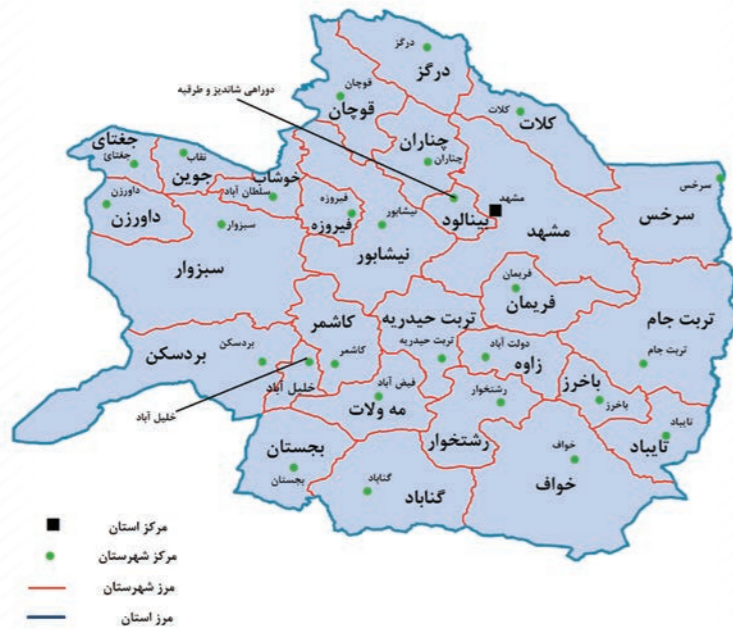 درگز
درگز
قوچان
قوچان
دوراهی شاندیز و طرقبه
کلات
کلات
چناران
چناران
جغتای
جغتای
نقاب
جوین
خوشاب
سلطان آباد
داورزن
داورزن
سبزوار
سبزوار
فیروزه
فیروزه
نیشابور
نیشابور
بینالود
مشهد
مشهد
سرخس
سرخس
فریمان
فریمان
تربت جام
تربت جام
کاشمر
کاشمر
تربت حیدریه
تربت حیدریه
دولت آباد
زاوه
بردسکن
بردسکن
خلیل آباد
خلیل آباد
فیض آباد
مه ولات
رشتخوار
رشتخوار
باخرز
باخرز
تایباد
تایباد
بجستان
بجستان
گناباد
گناباد
خواف
خواف
مرکز استان
مرکز شهرستان
مرز شهرستان
مرز استان